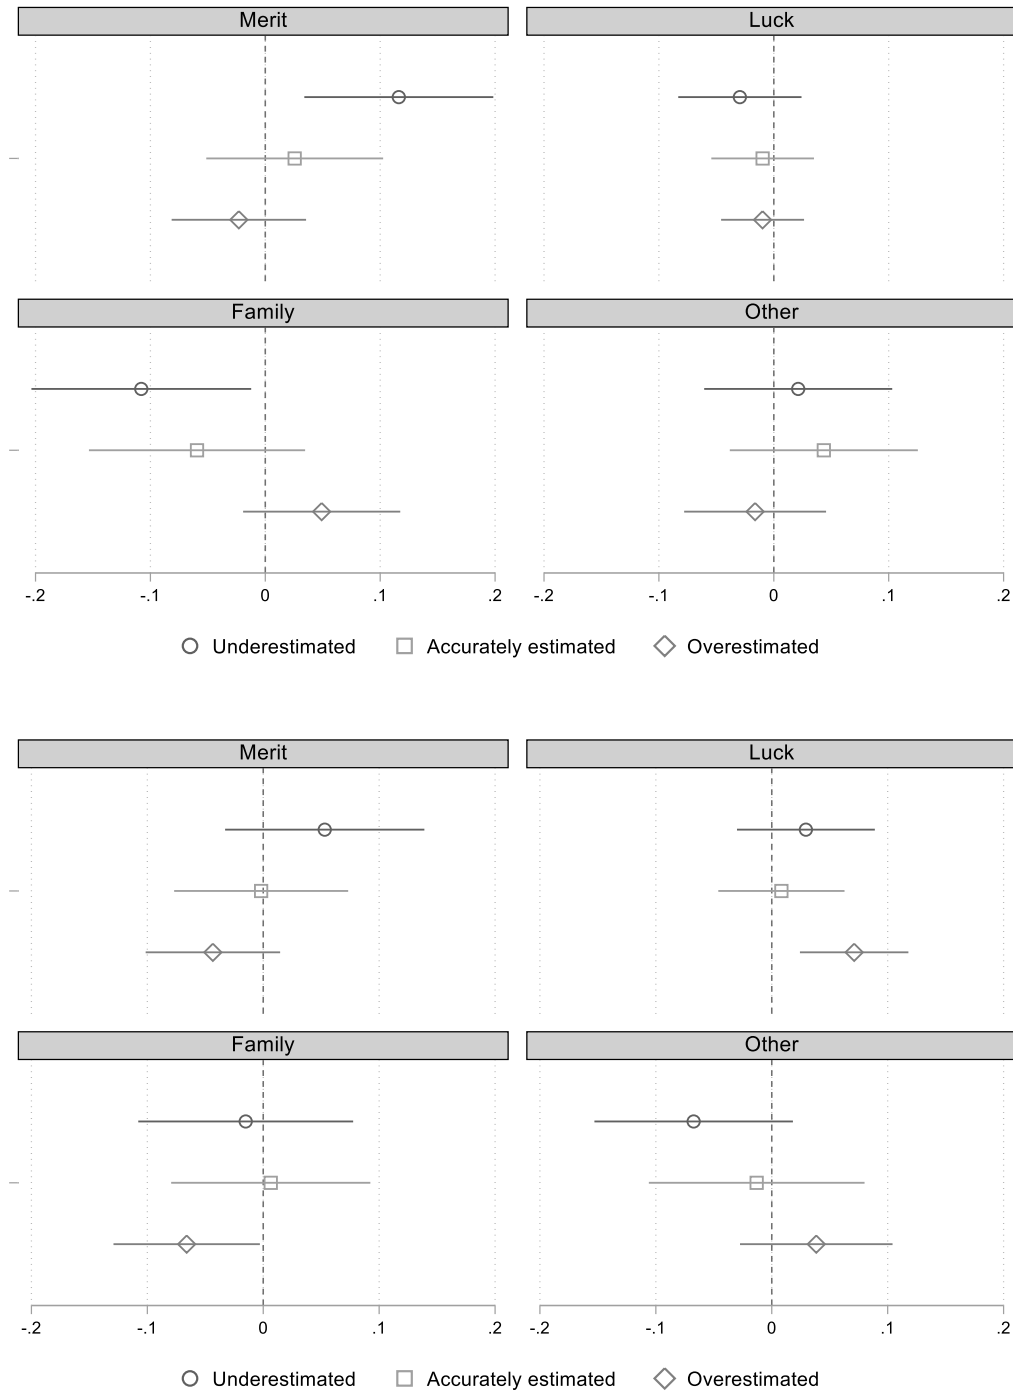 Merit Luck
Family Other
-.2 -.1 0 .1 .2 -.2 -.1 0 .1 .2
Underestimated Accurately estimated Overestimated
Merit Luck
Family Other
-.2 -.1 0 .1 .2 -.2 -.1 0 .1 .2
Underestimated Accurately estimated Overestimated